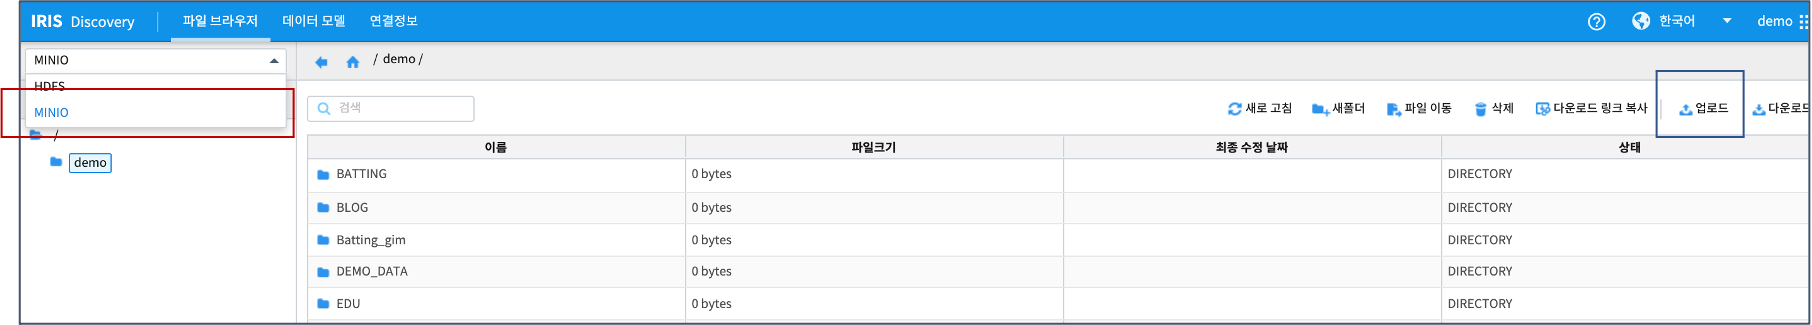 IRIS Discovery 파일 브라우저 데이터 모델 연결정보 한국어 demo
MINIO
/ demo /
HDFS
MINIO
/
demo
검색
새로 고침 새폴더 파일 이동 삭제 다운로드 링크 복사 업로드 다운로드
이름 파일크기 최종 수정 날짜 상태
BATTING 0 bytes DIRECTORY
BLOG 0 bytes DIRECTORY
Batting_gim 0 bytes DIRECTORY
DEMO_DATA 0 bytes DIRECTORY
EDU 0 bytes DIRECTORY